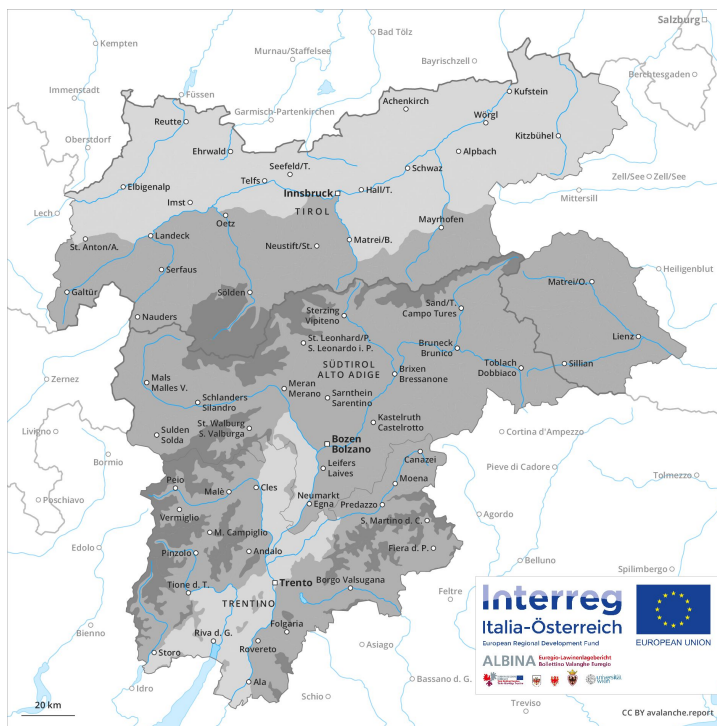 Salzburg
Bad Tölz
Kempten
Murnau/Staffelsee
Bayrischzell
Berchtesgaden
Immenstadt
Füssen
Kufstein
Achenkirch
Garmisch-Partenkirchen
Reutte
Wörgl
Oberstdorf
Kitzbühel
Ehrwald
Alpbach
Seefeld/T.
Schwaz
Telfs
Zell/See
Zell/See
Elbigenalp
Innsbruck
Hall/T.
Mittersill
Imst
Lech
TIROL
Oetz
Mayrhofen
Landeck
St. Anton/A.
Neustift/St.
Matrei/B.
Serfaus
Heiligenblut
Galtür
Sölden
Matrei/O.
Nauders
Sterzing
Vipiteno
Sand/T.
Campo Tures
Lienz
St. Leonhard/P.
S. Leonardo i. P.
Bruneck
Brunico
Toblach
Dobbiaco
Sillian
SÜDTIROL
ALTO ADIGE
Brixen
Bressanone
Zernez
Mals
Malles V.
Meran
Merano
Sarnthein
Sarentino
Schlanders
Silandro
Kastelruth
Castelrotto
St. Walburg
S. Valburga
Livigno
Sulden
Solda
Cortina d'Ampezzo
Bozen
Bolzano
Bormio
Canazei
Pieve di Cadore
Leifers
Laives
Tolmezzo
Peio
Malè
Cles
Moena
Neumarkt
Egna
Predazzo
Poschiavo
Vermiglio
Agordo
S. Martino d. C.
M. Campiglio
Edolo
Pinzolo
Andalo
Fiera d. P.
Belluno
Spilimbergo
Trento
Borgo Valsugana
Tione d. T.
Feltre
TRENTINO
Folgaria
Bienno
Riva d. G.
Rovereto
Storo
Asiago
Idro
Ala
Schio
Bassano d. G.
Treviso
20 km
Interreg
Italia-Österreich
European Regional Development Fund
EUROPEAN UNION
ALBINA Euregio-Lawinenlagebericht
Bollettino Valanghe Euregio
universität
wien
CC BY avalanche.report